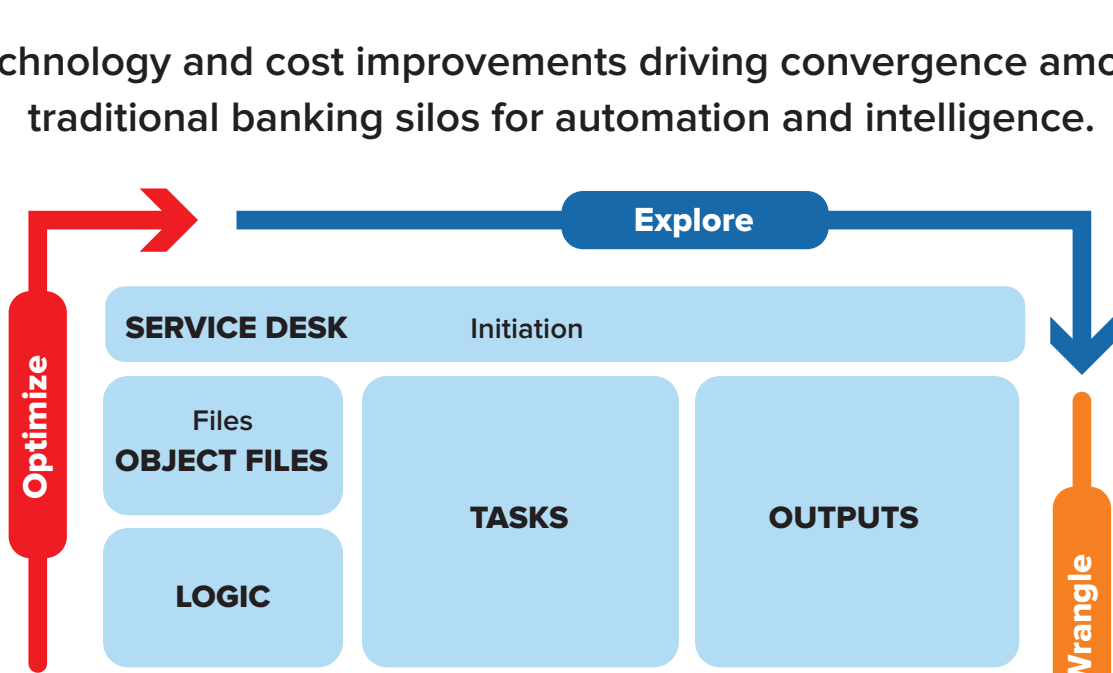 chnology and cost improvements driving convergence amo
traditional banking silos for automation and intelligence.
Explore
SERVICE DESK Initiation
Optimize
Files
OBJECT FILES
TASKS
OUTPUTS
LOGIC
Wrangle